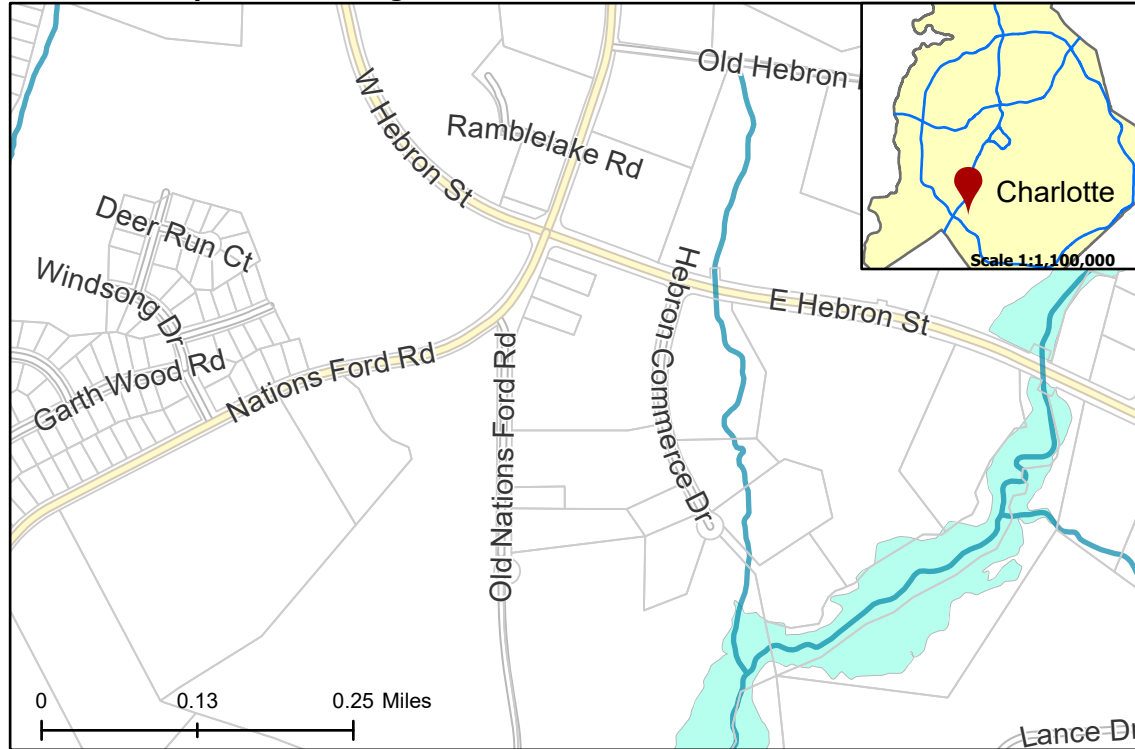 Old Hebron
W Hebron St
Ramblelake Rd
Charlotte
Scale 1:1,100,000
Deer Run Ct
Windsong Dr
Hebron Commerce Dr
E Hebron St
Garth Wood Rd
Nations Ford Rd
Old Nations Ford Rd
0 0.13 0.25 Miles
Lance Dr